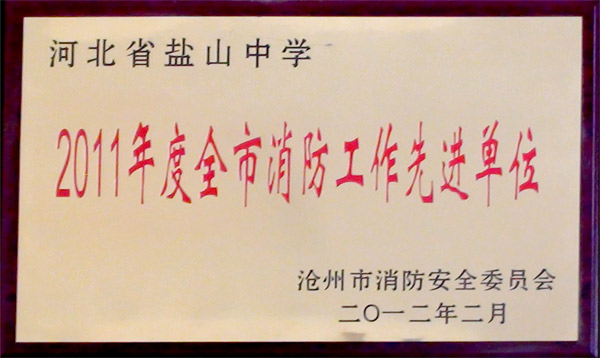 河北省盐山中学
2011年度全市消防工作先进单位
沧州市消防安全委员会
二〇一二年二月